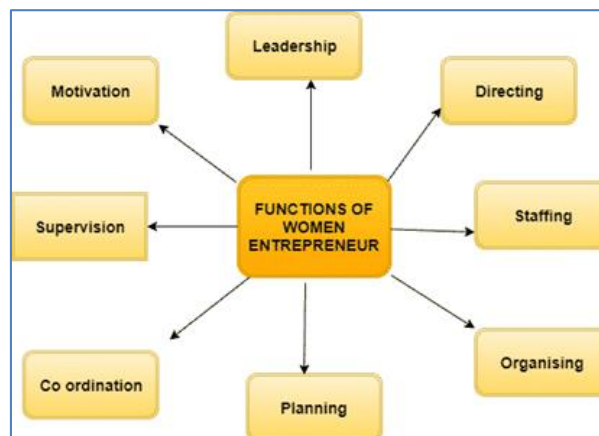 Leadership
Motivation
Directing
FUNCTIONS OF
WOMEN
ENTREPRENEUR
Supervision
Staffing
Co ordination
Organising
Planning